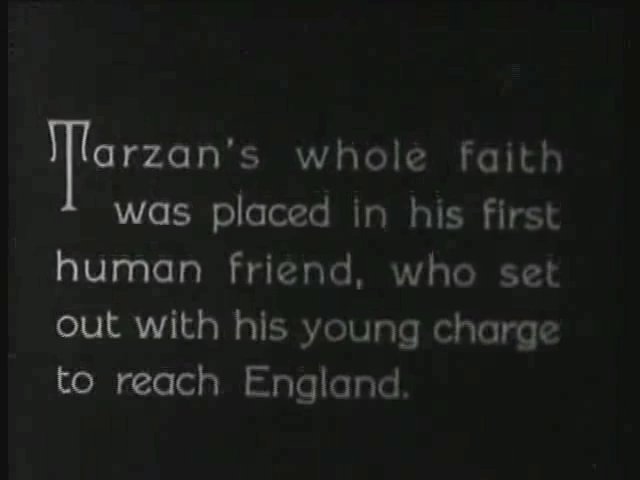 Tarzan's whole faith
was placed in his first
human friend, who set
out with his young charge
to reach England.